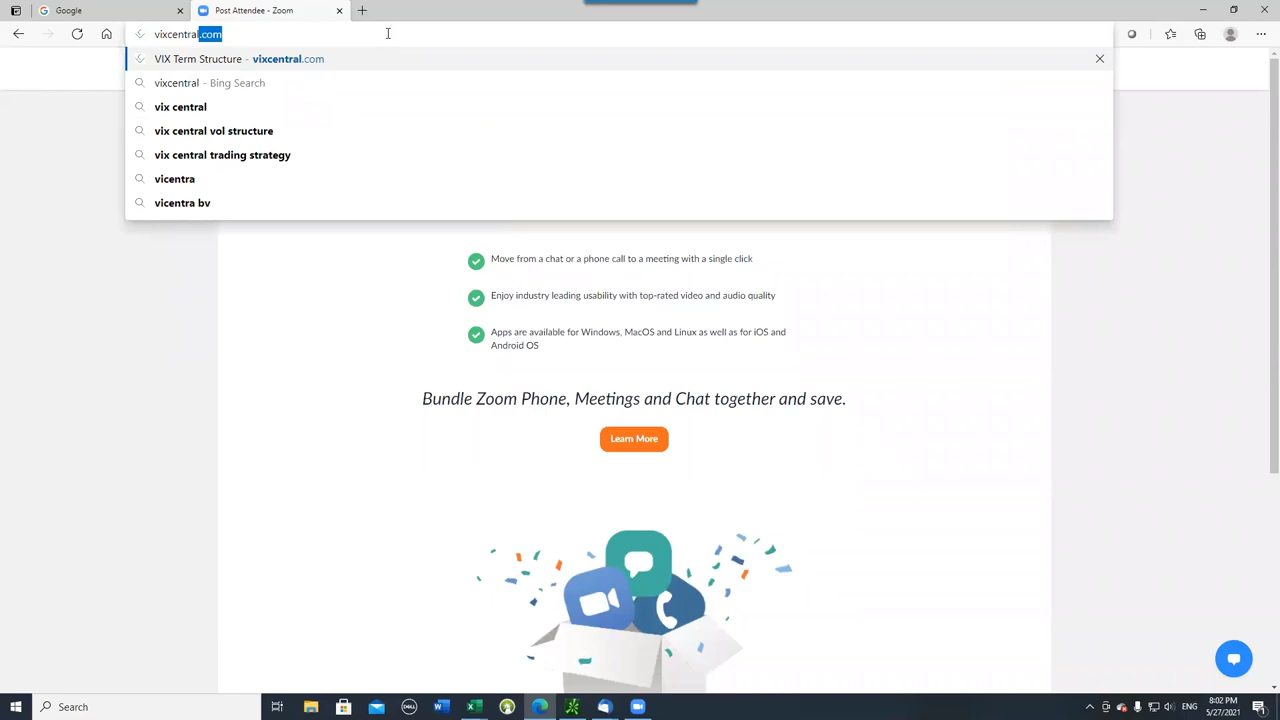 Google
Post Attendee - Zoom
vixcentral.com
VIX Term Structure - vixcentral.com
vixcentral - Bing Search
vix central
vix central vol structure
vix central trading strategy
vicentra
vicentra bv
Move from a chat or a phone call to a meeting with a single click
Enjoy industry leading usability with top-rated video and audio quality
Apps are available for Windows, MacOS and Linux as well as for iOS and
Android OS
Bundle Zoom Phone, Meetings and Chat together and save.
Learn More
Search
DELL
ENG
8:02 PM
5/27/2021